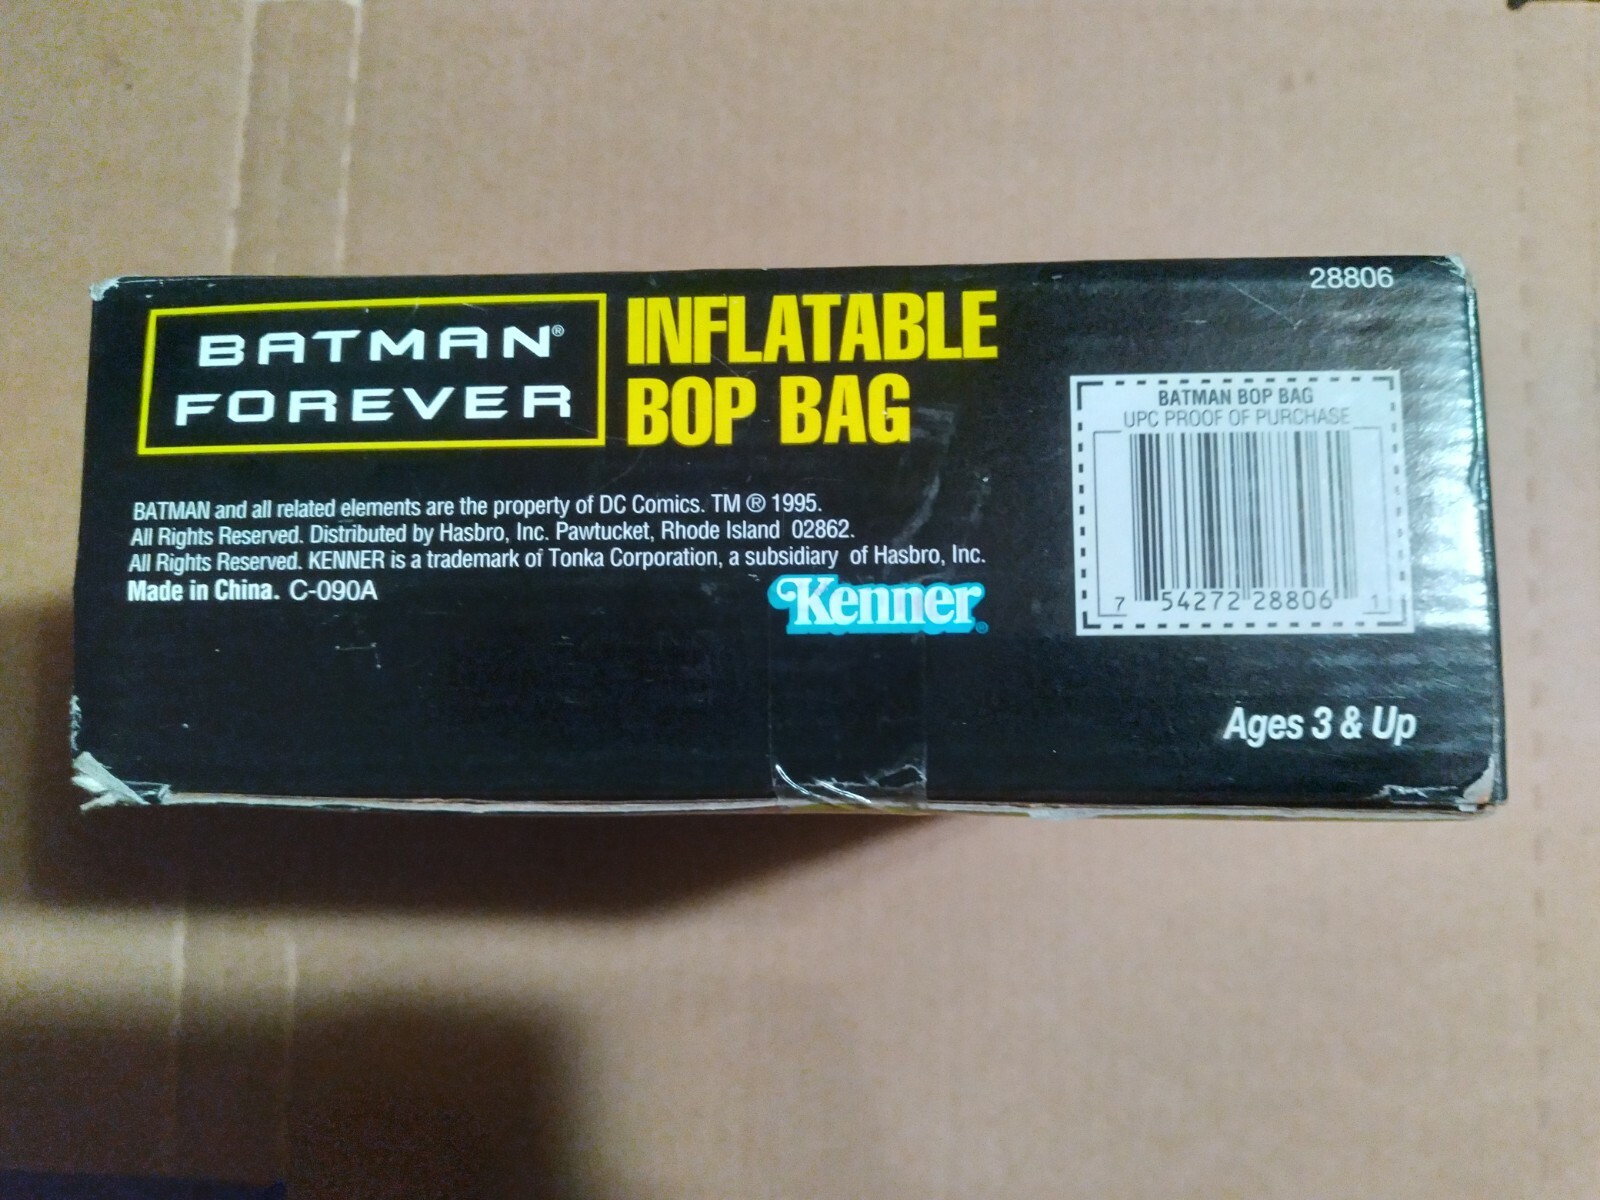 28806
BATMAN®
FOREVER
INFLATABLE
BOP BAG
BATMAN and all related elements are the property of DC Comics. TM ® 1995.
All Rights Reserved. Distributed by Hasbro, Inc. Pawtucket, Rhode Island 02862.
All Rights Reserved. KENNER is a trademark of Tonka Corporation, a subsidiary of Hasbro, Inc.
Made in China. C-090A
Kenner®
BATMAN BOP BAG
UPC PROOF OF PURCHASE
7 54272 28806 1
Ages 3 & Up